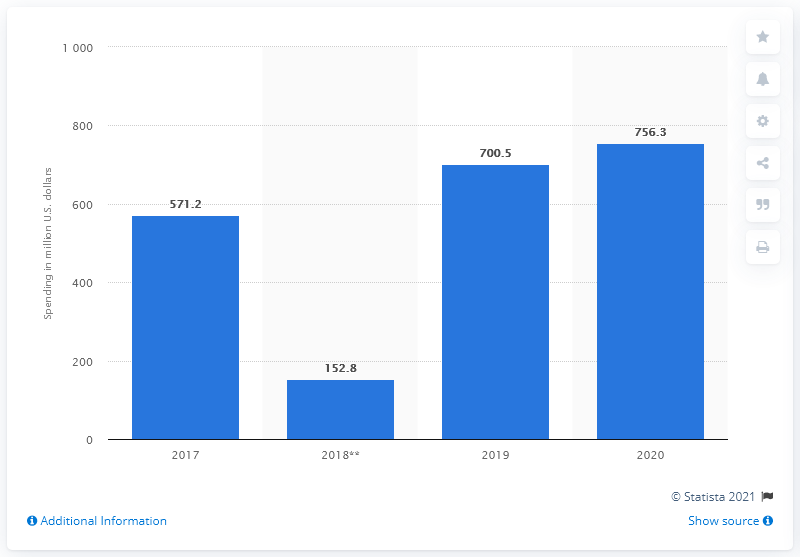 1 000
800
600
400
200
0
Spending in million U.S. dollars
571.2
152.8
700.5
756.3
2017 2018** 2019 2020
© Statista 2021
Additional Information
Show source